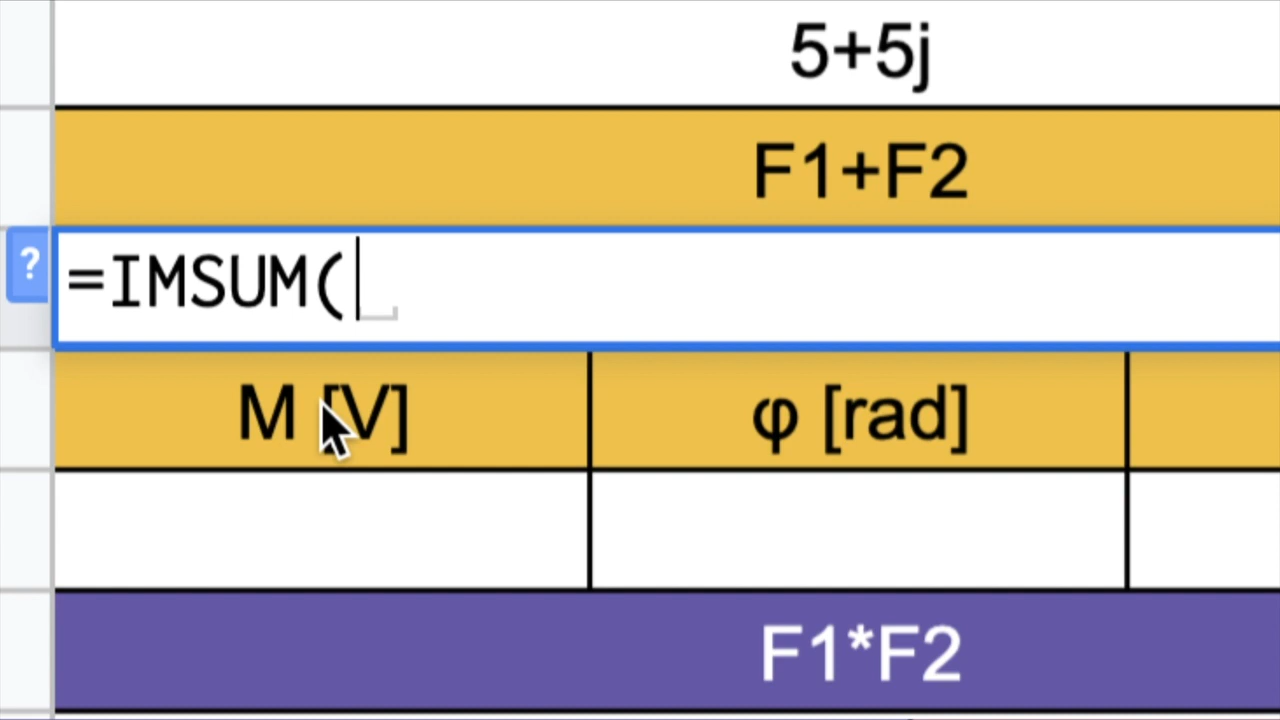 5+5j
F1+F2
?
=IMSUM(
M [V]
φ [rad]
F1*F2